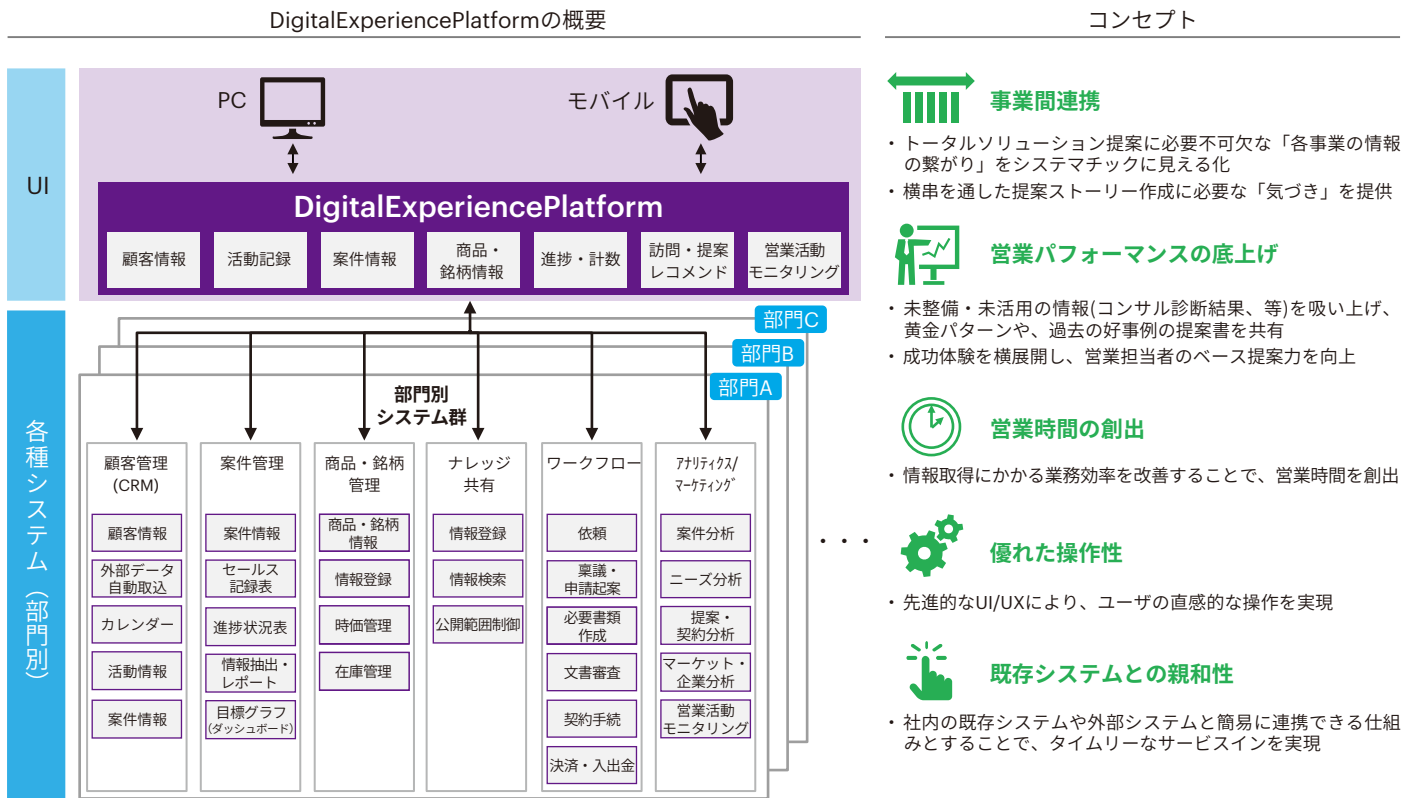 DigitalExperiencePlatformの概要
UI
PC
モバイル
DigitalExperiencePlatform
顧客情報
活動記録
案件情報
商品・
銘柄情報
進捗・計数
訪問・提案
レコメンド
営業活動
モニタリング
各種システム（部門別）
部門C
部門B
部門A
部門別
システム群
顧客管理
(CRM)
顧客情報
外部データ
自動取込
カレンダー
活動情報
案件情報
案件管理
案件情報
セールス
記録表
進捗状況表
情報抽出・
レポート
目標グラフ
(ダッシュボード)
商品・銘柄
管理
商品・銘柄
情報
情報登録
時価管理
在庫管理
ナレッジ
共有
情報登録
情報検索
公開範囲制御
ワークフロー
依頼
稟議・
申請起案
必要書類
作成
文書審査
契約手続
決済・入出金
ｱﾅﾘﾃｨｸｽ/
ﾏｰｹﾃｨﾝｸﾞ
案件分析
ニーズ分析
提案・
契約分析
マーケット・
企業分析
営業活動
モニタリング
・・・
コンセプト
事業間連携
・トータルソリューション提案に必要不可欠な「各事業の情報
の繋がり」をシステマチックに見える化
・横串を通した提案ストーリー作成に必要な「気づき」を提供
営業パフォーマンスの底上げ
・未整備・未活用の情報(コンサル診断結果、等)を吸い上げ、
黄金パターンや、過去の好事例の提案書を共有
・成功体験を横展開し、営業担当者のベース提案力を向上
営業時間の創出
・情報取得にかかる業務効率を改善することで、営業時間を創出
優れた操作性
・先進的なUI/UXにより、ユーザの直感的な操作を実現
既存システムとの親和性
・社内の既存システムや外部システムと簡易に連携できる仕組
みとすることで、タイムリーなサービスインを実現